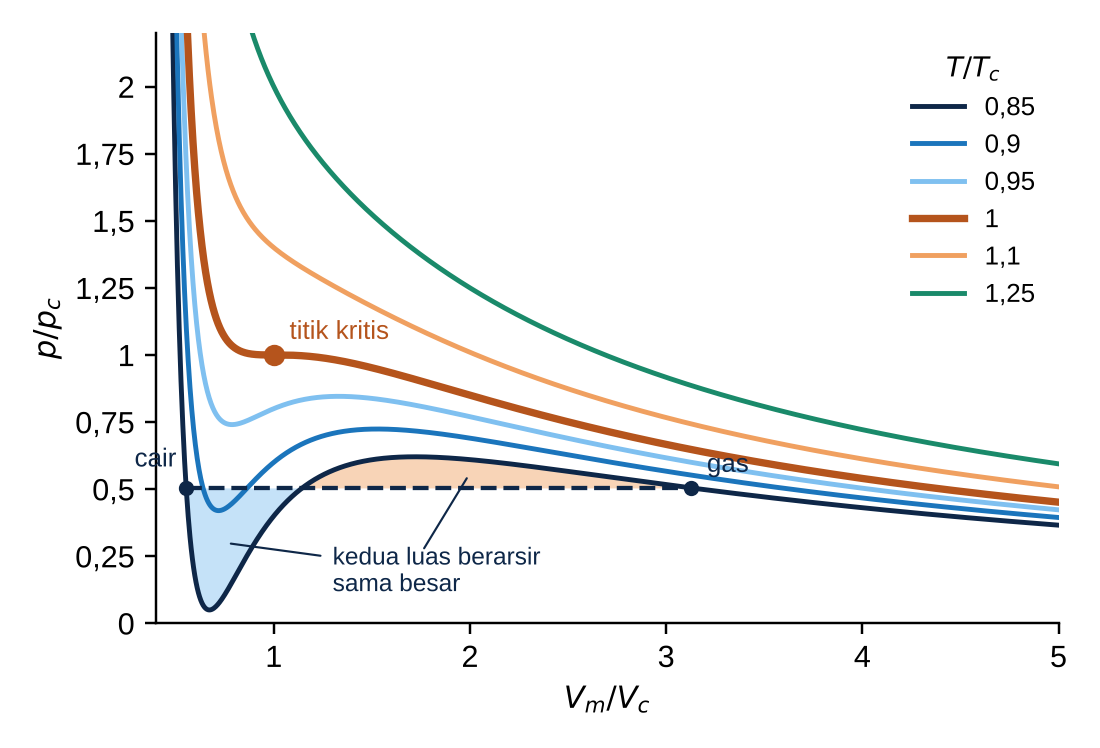 T/Tc
0,85
0,9
0,95
1
1,1
1,25
2
1,75
1,5
1,25
1
0,75
0,5
0,25
0
p/pc
titik kritis
cair
gas
kedua luas berarsir
sama besar
1
2
3
4
5
Vm/Vc